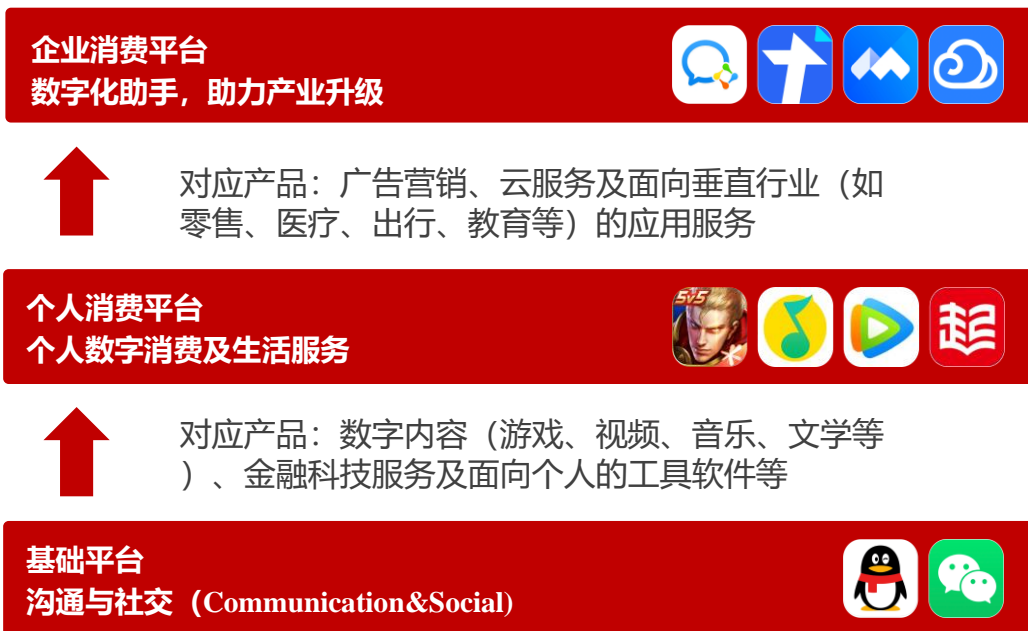 企业消费平台
数字化助手，助力产业升级
对应产品：广告营销、云服务及面向垂直行业（如
零售、医疗、出行、教育等）的应用服务
个人消费平台
个人数字消费及生活服务
5v5
起
对应产品：数字内容（游戏、视频、音乐、文学等
）、金融科技服务及面向个人的工具软件等
基础平台
沟通与社交（Communication&Social)